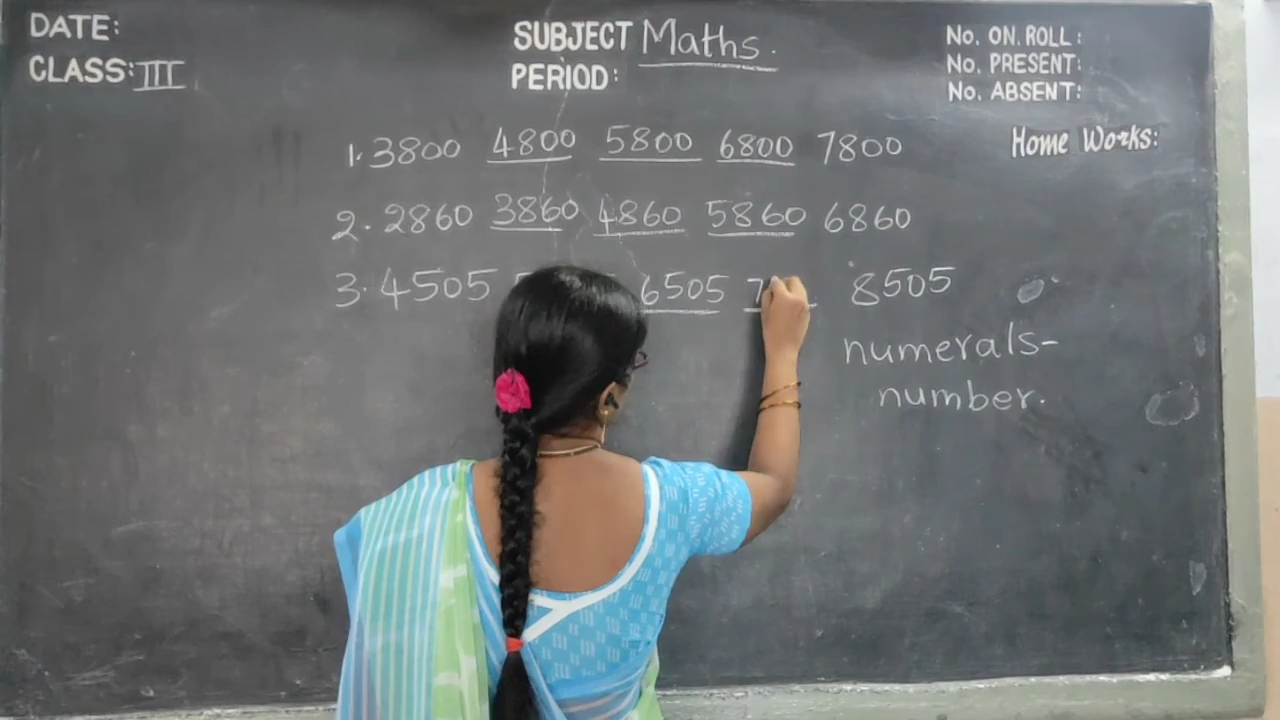 DATE:
CLASS: III
SUBJECT Maths.
PERIOD:
No. ON. ROLL:
No. PRESENT:
No. ABSENT:
Home Works:
1. 3800 4800 5800 6800 7800
2. 2860 3860 4860 5860 6860
3. 4505 6505 7 8505
numerals-
number.